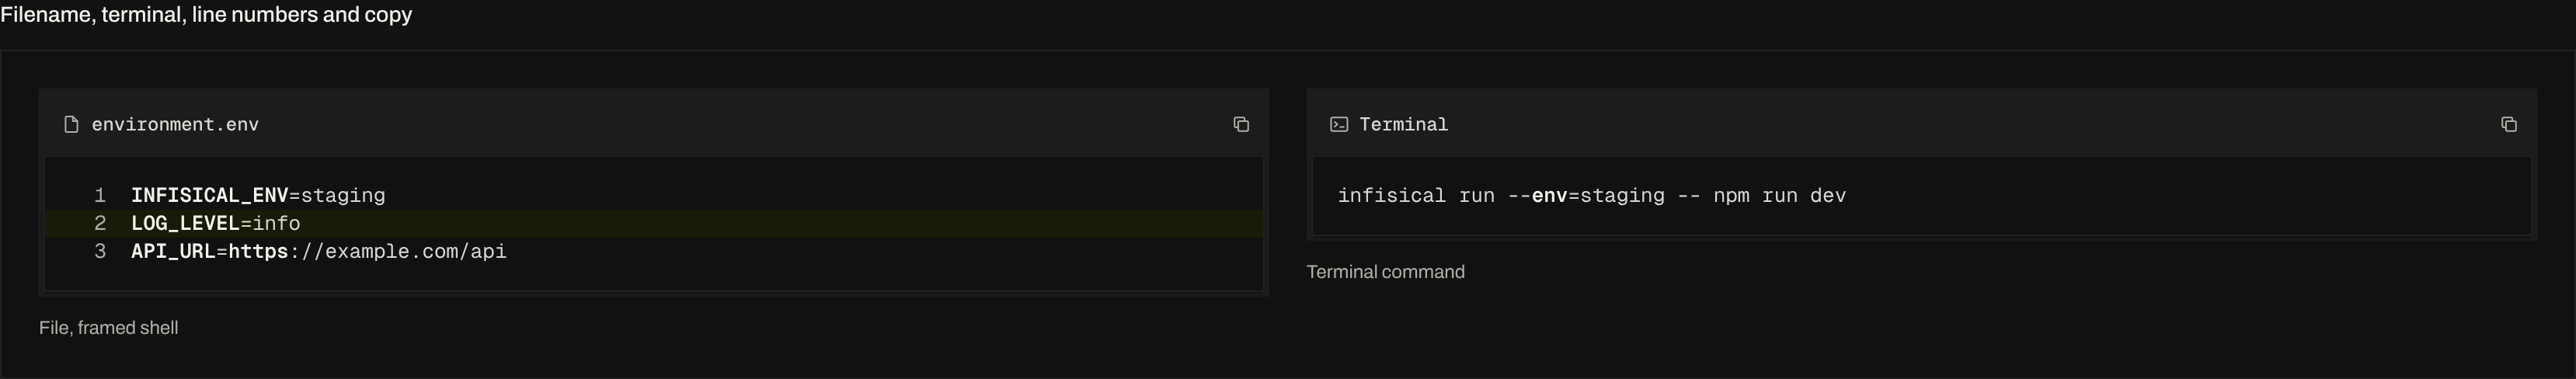 Filename, terminal, line numbers and copy
environment.env
1 INFISICAL_ENV=staging
2 LOG_LEVEL=info
3 API_URL=https://example.com/api
File, framed shell
Terminal
infisical run --env=staging -- npm run dev
Terminal command